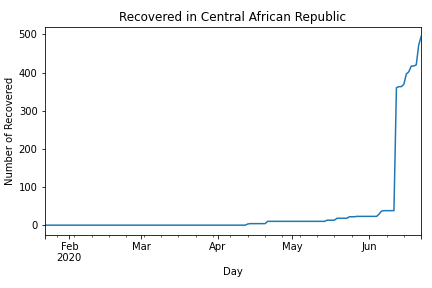 Recovered in Central African Republic
Number of Recovered
500
400
300
200
100
0
Feb
2020
Mar
Apr
May
Jun
Day